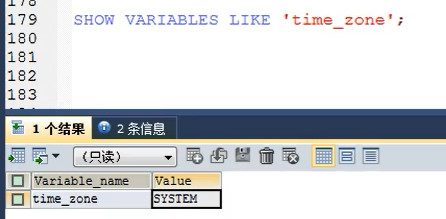 179 SHOW VARIABLES LIKE 'time_zone';
180
181
182
183
1 个结果 2 条信息
(只读)
Variable_name Value
time_zone SYSTEM